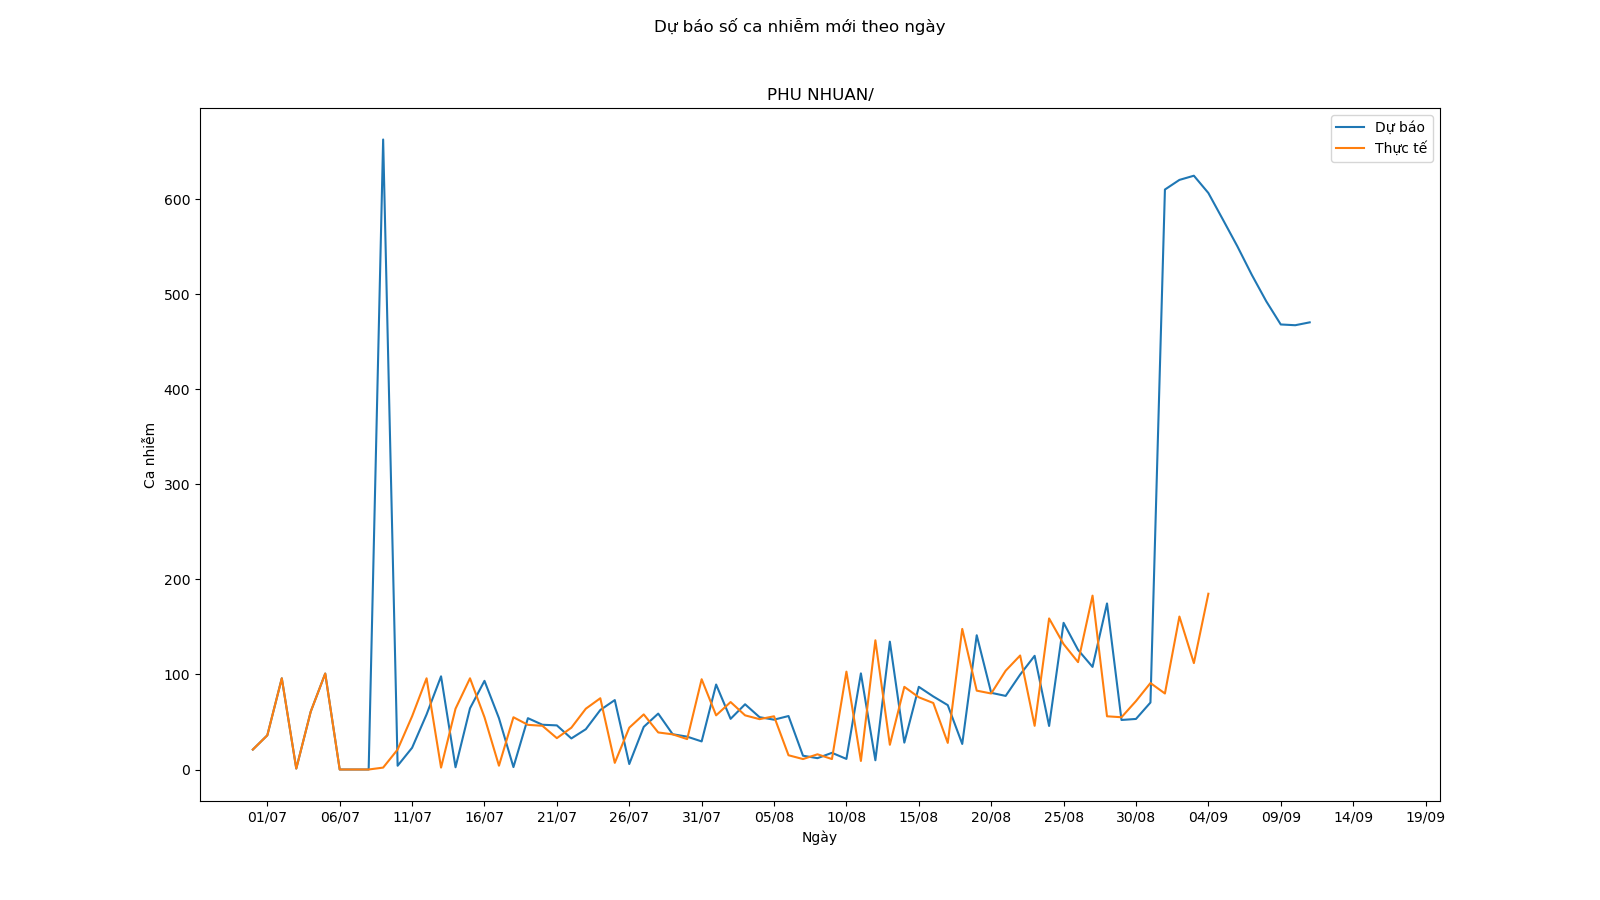 Dự báo số ca nhiễm mới theo ngày
PHU NHUAN/
Dự báo
Thực tế
Ca nhiễm
600
500
400
300
200
100
0
01/07 06/07 11/07 16/07 21/07 26/07 31/07 05/08 10/08 15/08 20/08 25/08 30/08 04/09 09/09 14/09 19/09
Ngày